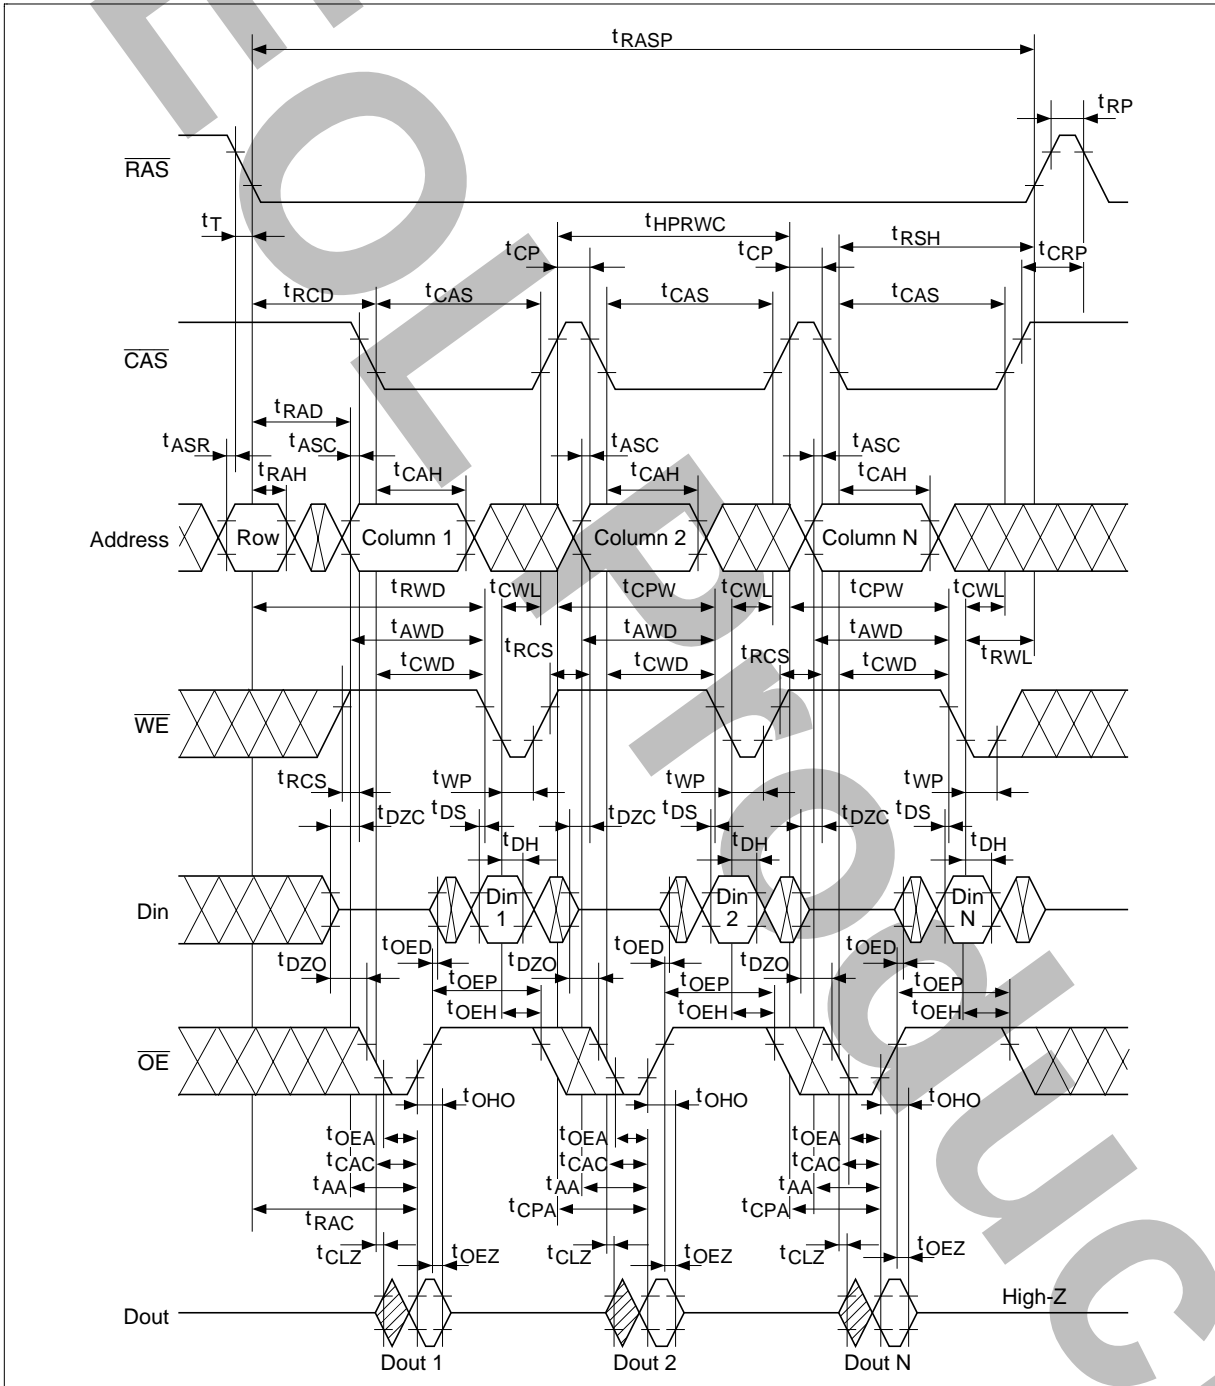 EOL Product
tRASP
tRP
RAS
tT
tHPRWC
tRSH
tCP
tCP
tCRP
tRCD
tCAS
tCAS
tCAS
CAS
tRAD
tASR
tASC
tASC
tASC
tRAH
tCAH
tCAH
tCAH
Address
Row
Column 1
Column 2
Column N
tRWD
tCWL
tCPW
tCWL
tCPW
tCWL
tAWD
tRCS
tAWD
tRCS
tAWD
tCWD
tCWD
tCWD
tRWL
WE
tRCS
tWP
tWP
tWP
tDZC
tDS
tDZC
tDS
tDZC
tDS
tDH
tDH
tDH
Din
Din 1
Din 2
Din N
tOED
tOED
tOED
tDZO
tOEP
tDZO
tOEP
tDZO
tOEP
tOEH
tOEH
tOEH
OE
tOHO
tOHO
tOHO
tOEA
tOEA
tOEA
tCAC
tCAC
tCAC
tAA
tAA
tAA
tRAC
tCPA
tCPA
tCLZ
tOEZ
tCLZ
tOEZ
tCLZ
tOEZ
High-Z
Dout
Dout 1
Dout 2
Dout N